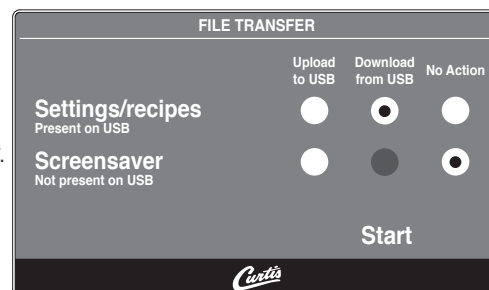 FILE TRANSFER
Upload to USB
Download from USB
No Action
Settings/recipes
Present on USB
Screensaver
Not present on USB
Start
Curtis